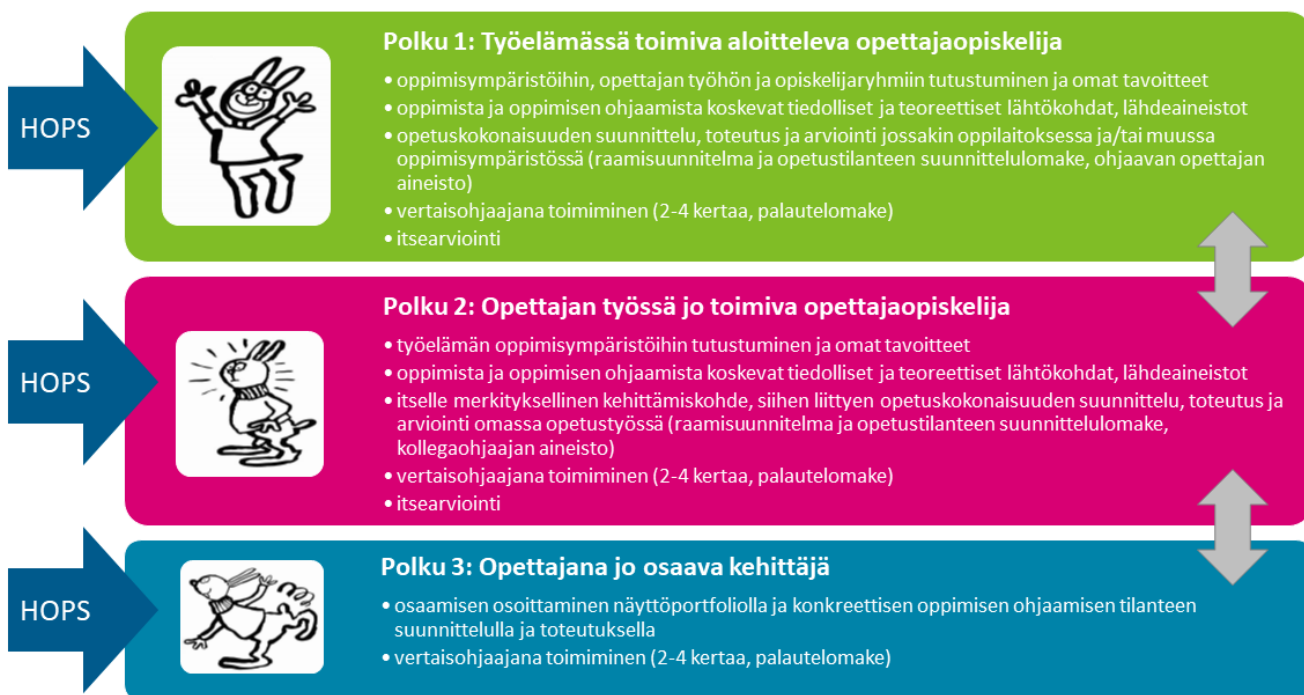 HOPS
Polku 1: Työelämässä toimiva aloitteleva opettajaopiskelija
• oppimisympäristöihin, opettajan työhön ja opiskelijaryhmiin tutustuminen ja omat tavoitteet
• oppimista ja oppimisen ohjaamista koskevat tiedolliset ja teoreettiset lähtökohdat, lähdeaineistot
• opetuskokonaisuuden suunnittelu, toteutus ja arviointi jossakin oppilaitoksessa ja/tai muussa
oppimisympäristössä (raamisuunnitelma ja opetustilanteen suunnittelulomake, ohjaavan opettajan
aineisto)
• vertaisohjaajana toimiminen (2-4 kertaa, palautelomake)
• itsearviointi
HOPS
Polku 2: Opettajan työssä jo toimiva opettajaopiskelija
• työelämän oppimisympäristöihin tutustuminen ja omat tavoitteet
• oppimista ja oppimisen ohjaamista koskevat tiedolliset ja teoreettiset lähtökohdat, lähdeaineistot
• itselle merkityksellinen kehittämiskohde, siihen liittyen opetuskokonaisuuden suunnittelu, toteutus ja
arviointi omassa opetustyössä (raamisuunnitelma ja opetustilanteen suunnittelulomake,
kollegaohjaajan aineisto)
• vertaisohjaajana toimiminen (2-4 kertaa, palautelomake)
• itsearviointi
HOPS
Polku 3: Opettajana jo osaava kehittäjä
• osaamisen osoittaminen näyttöportfoliolla ja konkreettisen oppimisen ohjaamisen tilanteen
suunnittelulla ja toteutuksella
• vertaisohjaajana toimiminen (2-4 kertaa, palautelomake)